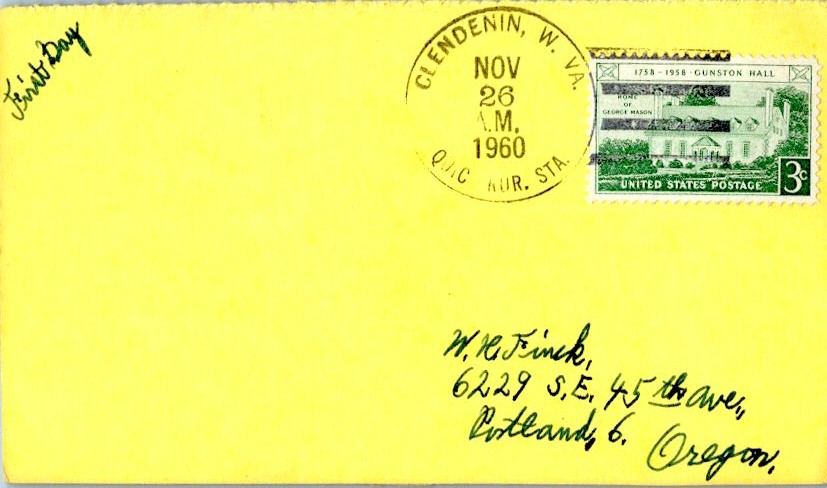 First Day
CLENDENIN, W. VA.
NOV
26
A.M.
1960
RUR. STA.
1758-1958·GUNSTON HALL
HOME
OF
GEORGE MASON
UNITED STATES POSTAGE
3c
W. H. Finck,
6229 S.E. 45th ave.,
Portland, 6.
Oregon.